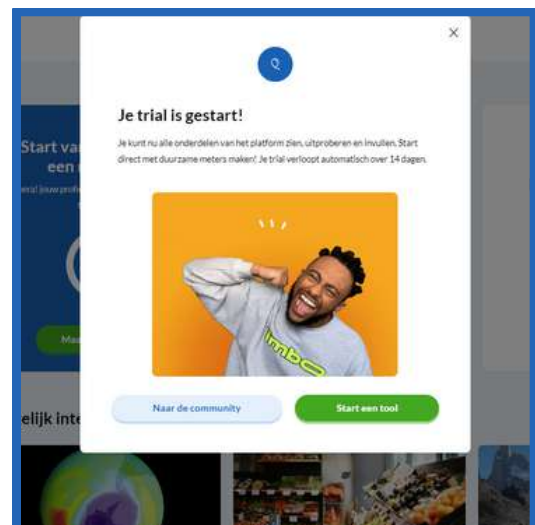 Je trial is gestart!
Je kunt nu alle onderdelen van het platform zien, uitproberen en invullen. Start
direct met duurzame meters maken! Je trial verloopt automatisch over 14 dagen.
Start va
een
Maa
Naar de community
Start een tool
elijk inte